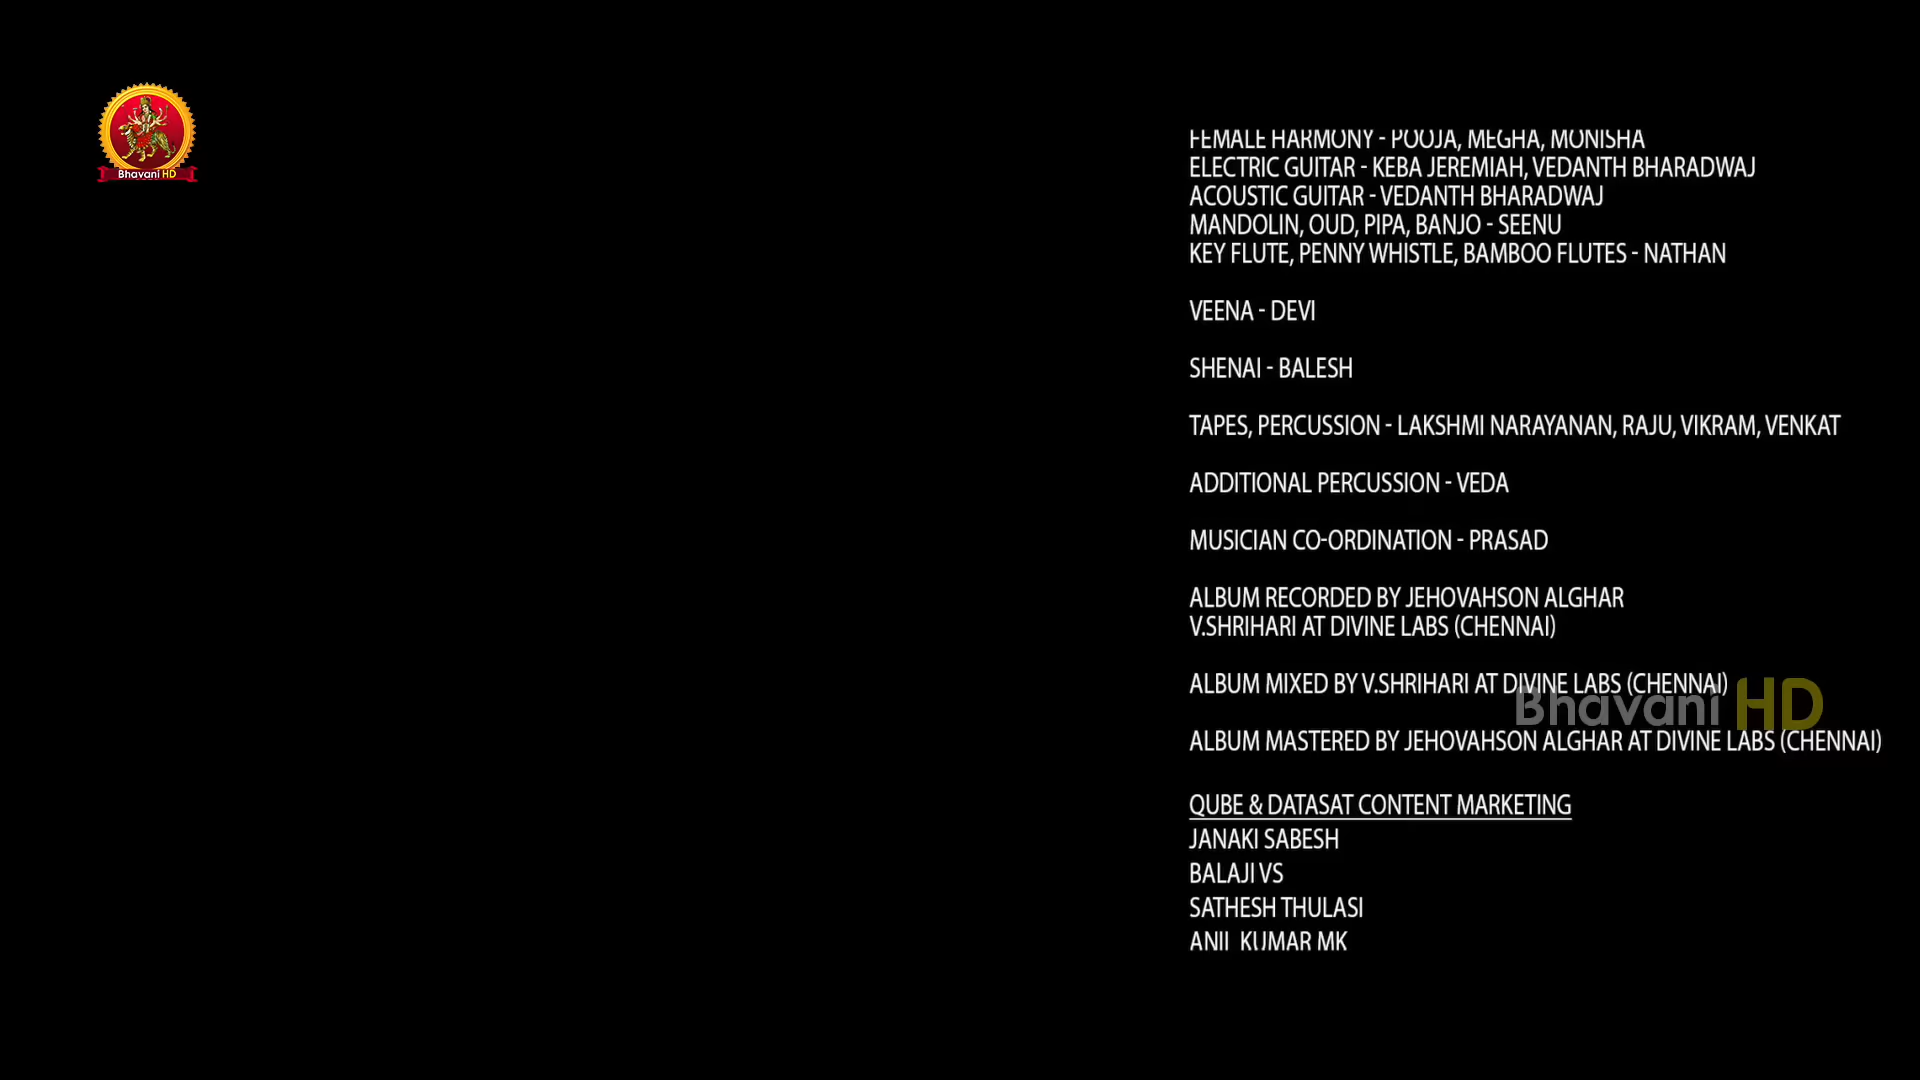 Bhavani HD
FEMALE HARMONY - POOJA, MEGHA, MONISHA
ELECTRIC GUITAR - KEBA JEREMIAH, VEDANTH BHARADWAJ
ACOUSTIC GUITAR - VEDANTH BHARADWAJ
MANDOLIN, OUD, PIPA, BANJO - SEENU
KEY FLUTE, PENNY WHISTLE, BAMBOO FLUTES - NATHAN
VEENA - DEVI
SHENAI - BALESH
TAPES, PERCUSSION - LAKSHMI NARAYANAN, RAJU, VIKRAM, VENKAT
ADDITIONAL PERCUSSION - VEDA
MUSICIAN CO-ORDINATION - PRASAD
ALBUM RECORDED BY JEHOVAHSON ALGHAR
V.SHRIHARI AT DIVINE LABS (CHENNAI)
ALBUM MIXED BY V.SHRIHARI AT DIVINE LABS (CHENNAI)
Bhavani HD
ALBUM MASTERED BY JEHOVAHSON ALGHAR AT DIVINE LABS (CHENNAI)
QUBE & DATASAT CONTENT MARKETING
JANAKI SABESH
BALAJI VS
SATHESH THULASI
ANIL KUMAR MK